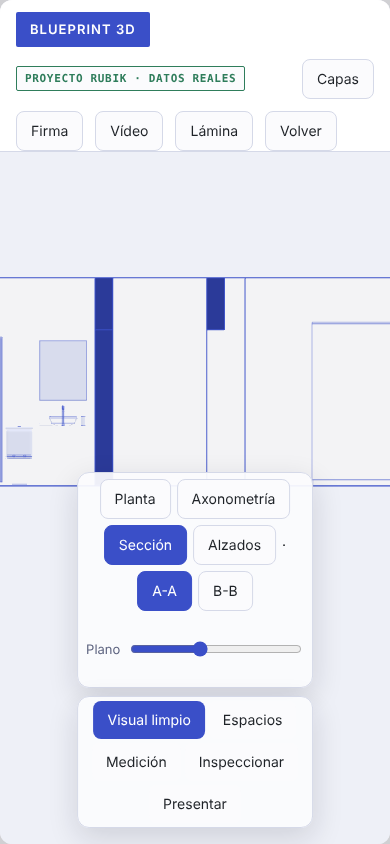 BLUEPRINT 3D
PROYECTO RUBIK · DATOS REALES
Capas
Firma Vídeo Lámina Volver
Planta Axonometría
Sección Alzados ·
A-A B-B
Plano
Visual limpio Espacios
Medición Inspeccionar
Presentar